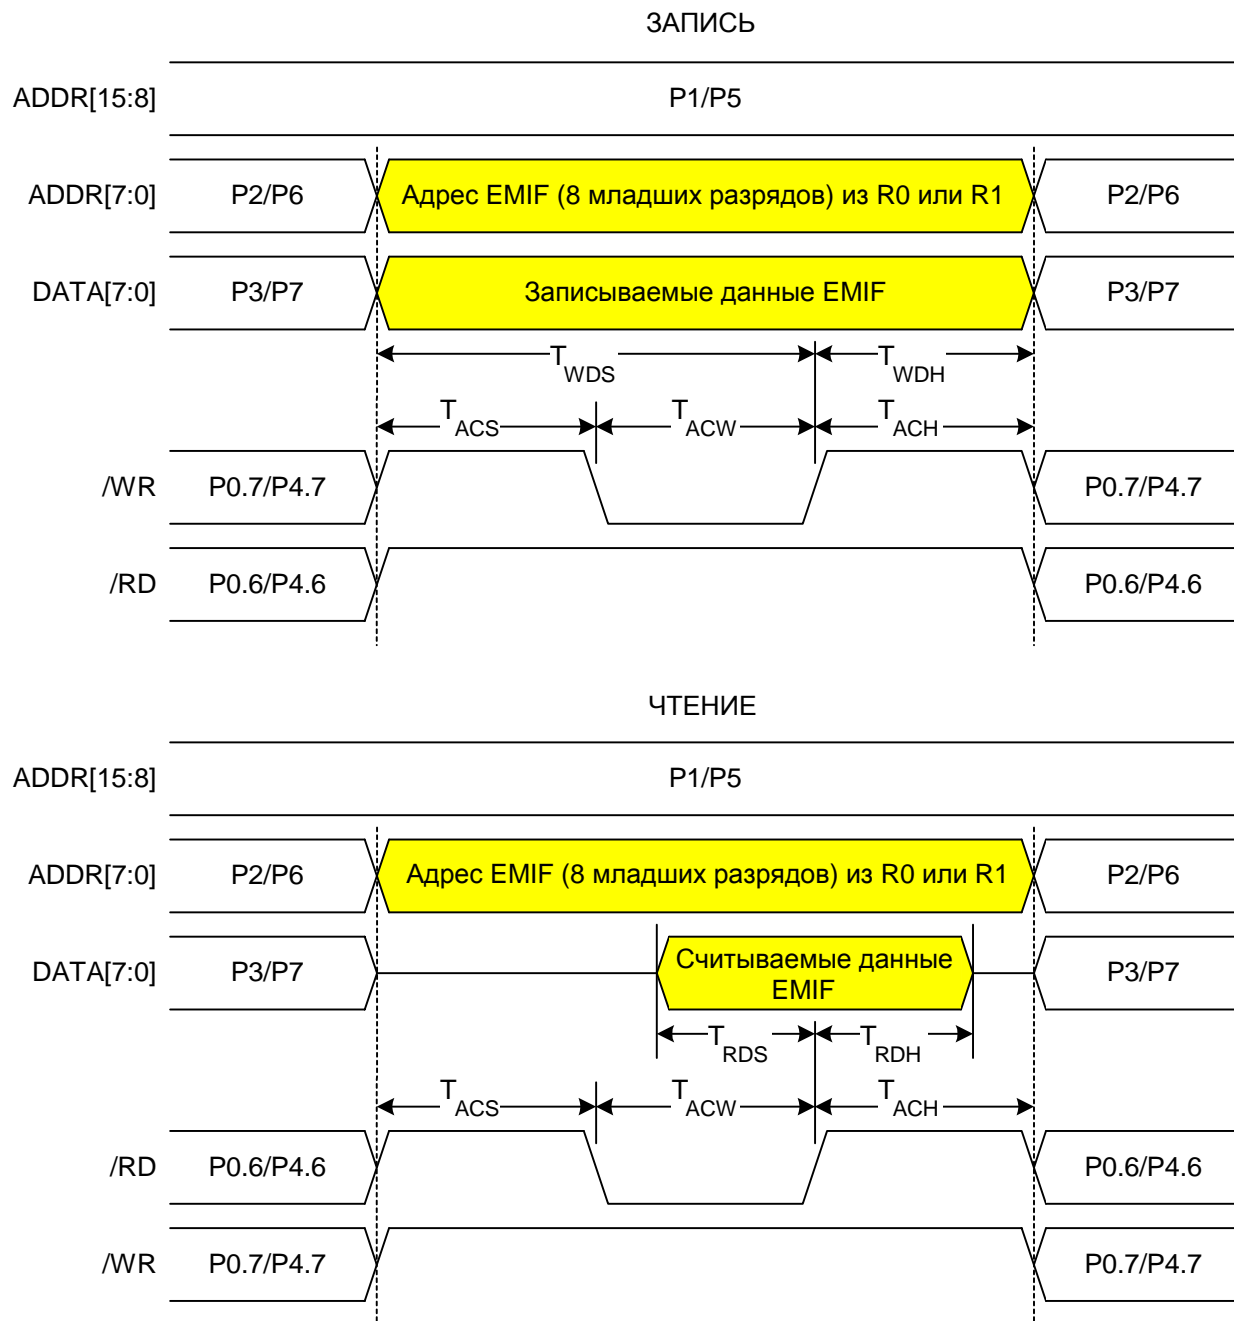 ЗАПИСЬ
ADDR[15:8] P1/P5
ADDR[7:0] P2/P6 Адрес EMIF (8 младших разрядов) из R0 или R1 P2/P6
DATA[7:0] P3/P7 Записываемые данные EMIF P3/P7
TWDS TWDH
TACS TACW TACH
/WR P0.7/P4.7 P0.7/P4.7
/RD P0.6/P4.6 P0.6/P4.6
ЧТЕНИЕ
ADDR[15:8] P1/P5
ADDR[7:0] P2/P6 Адрес EMIF (8 младших разрядов) из R0 или R1 P2/P6
DATA[7:0] P3/P7 Считываемые данные P3/P7
EMIF
TRDS TRDH
TACS TACW TACH
/RD P0.6/P4.6 P0.6/P4.6
/WR P0.7/P4.7 P0.7/P4.7